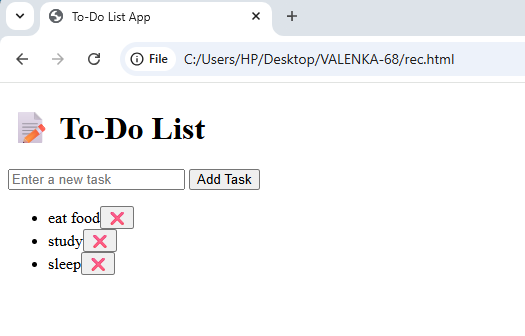 To-Do List App
File C:/Users/HP/Desktop/VALENKA-68/rec.html
To-Do List
Enter a new task Add Task
eat food
study
sleep